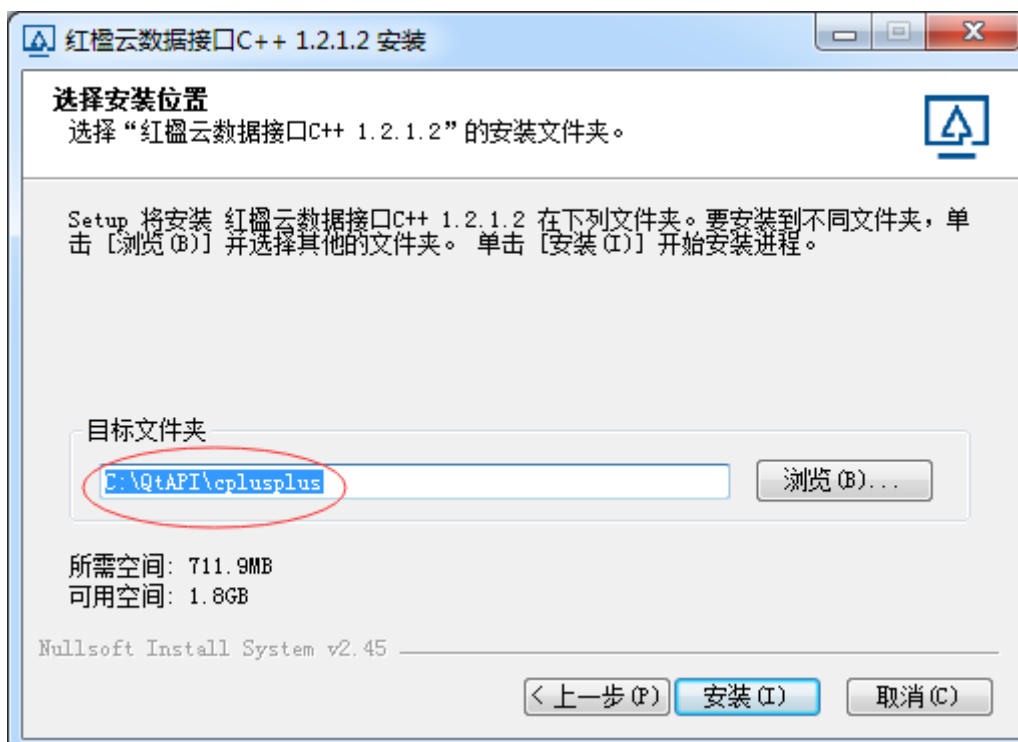 红楹云数据接口C++ 1.2.1.2 安装
选择安装位置
选择“红楹云数据接口C++ 1.2.1.2”的安装文件夹。
Setup 将安装 红楹云数据接口C++ 1.2.1.2 在下列文件夹。要安装到不同文件夹，单
击 [浏览(B)] 并选择其他的文件夹。 单击 [安装(I)] 开始安装进程。
目标文件夹
C:\QtAPI\cplusplus
浏览(B)...
所需空间: 711.9MB
可用空间: 1.8GB
Nullsoft Install System v2.45
< 上一步(P)
安装(I)
取消(C)